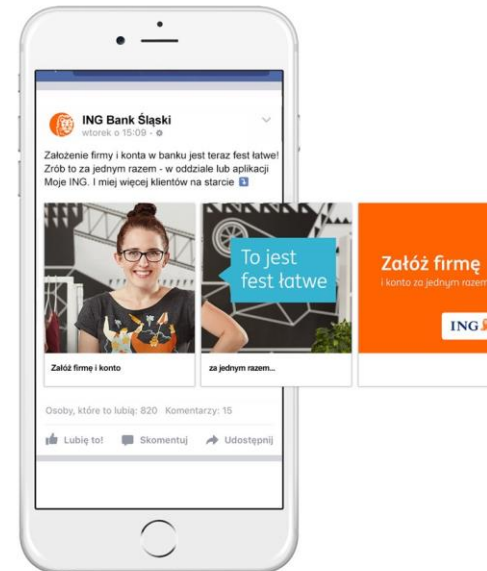 ING Bank Śląski
wtorek o 15:09
Założenie firmy i konta w banku jest teraz fest łatwe!
Zrób to za jednym razem - w oddziale lub aplikacji
Moje ING. I miej więcej klientów na starcie
To jest
fest łatwe
Załóż firmę
i konto za jednym razem
ING
Załóż firmę i konto
za jednym razem...
Osoby, które to lubią: 820 Komentarzy: 15
Lubię to! Skomentuj Udostępnij